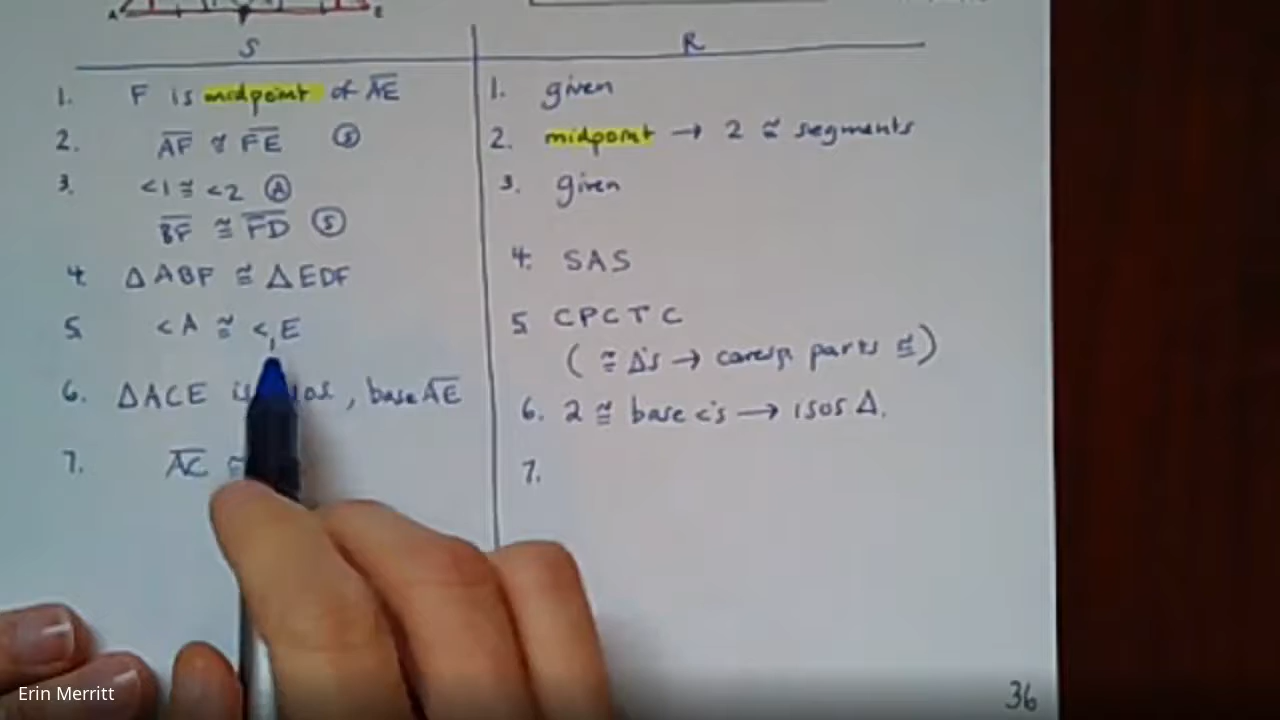 A E
S R
1. F is midpoint of AE 1. given
2. AF ≅ FE Ⓢ 2. midpoint → 2 ≅ segments
3. <1 ≅ <2 Ⓐ 3. given
BF ≅ FD Ⓢ
4. Δ ABF ≅ Δ EDF 4. SAS
5. <A ≅ <E 5. CPCTC
(≅ Δ's → corresp parts ≅)
6. ΔACE is isos, base AE 6. 2 ≅ base <'s → isos Δ.
7. AC ≅ 7.
36
Erin Merritt